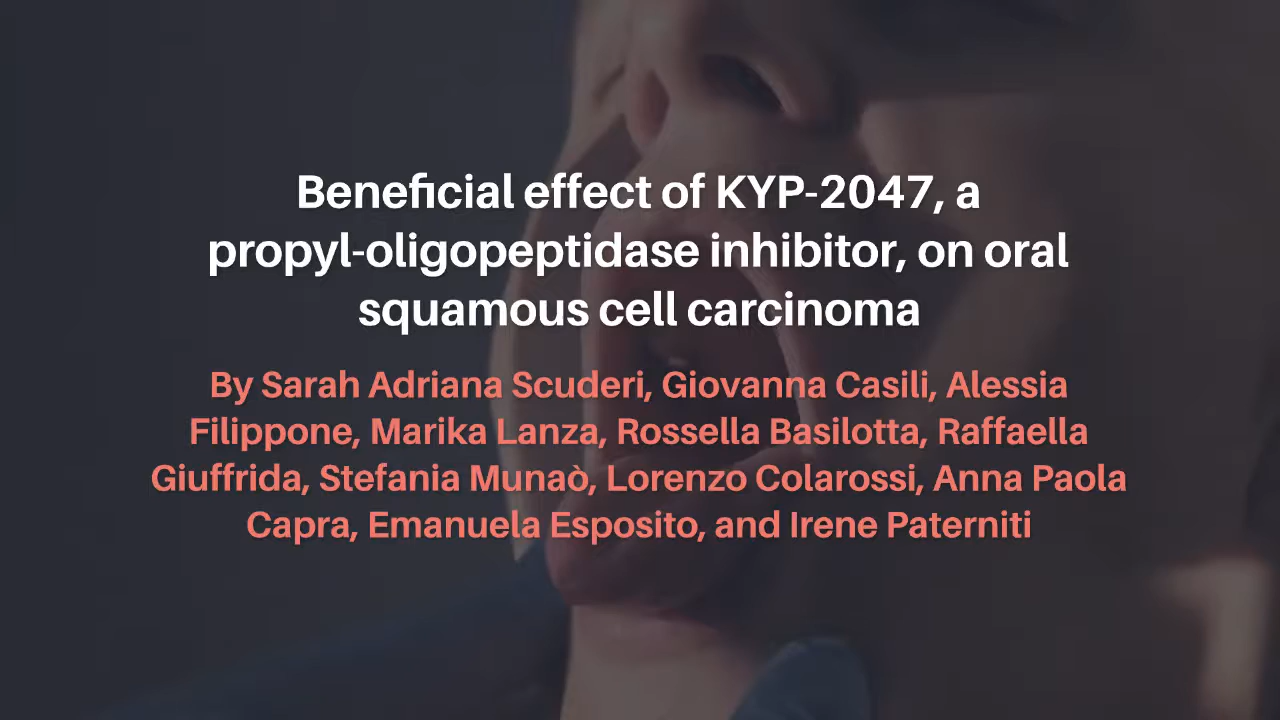 Beneficial effect of KYP-2047, a
propyl-oligopeptidase inhibitor, on oral
squamous cell carcinoma
By Sarah Adriana Scuderi, Giovanna Casili, Alessia
Filippone, Marika Lanza, Rossella Basilotta, Raffaella
Giuffrida, Stefania Munaò, Lorenzo Colarossi, Anna Paola
Capra, Emanuela Esposito, and Irene Paterniti